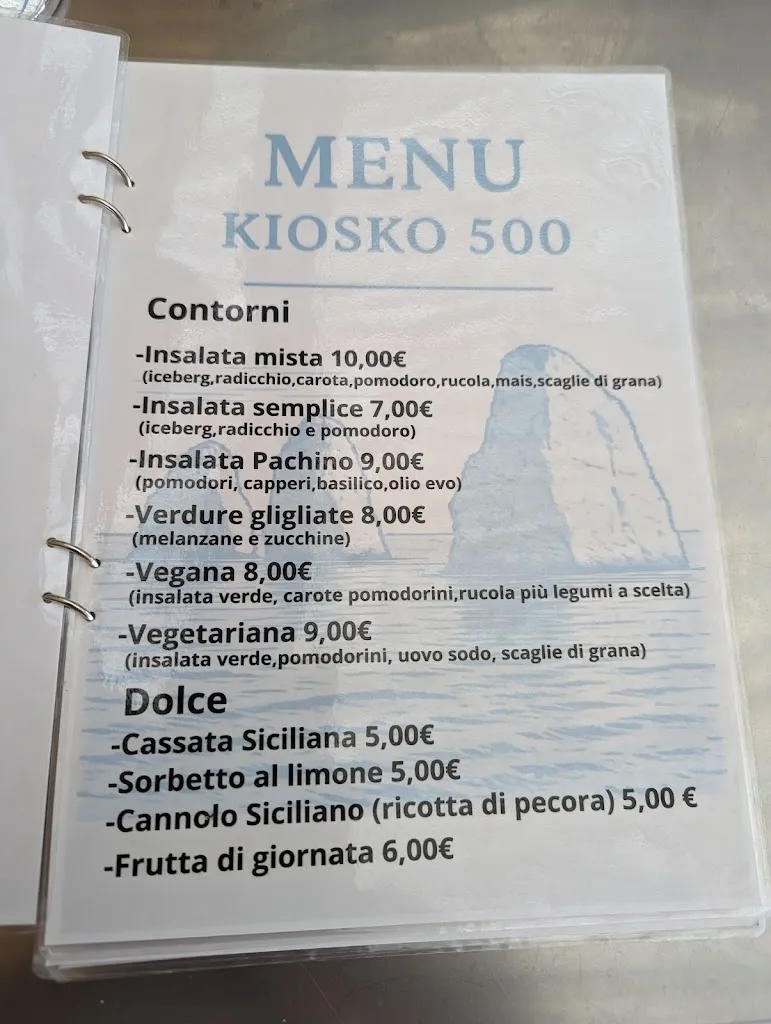 MENU
KIOSKO 500
Contorni
-Insalata mista 10,00€
(iceberg,radicchio,carota,pomodoro,rucola,mais,scaglie di grana)
-Insalata semplice 7,00€
(iceberg,radicchio e pomodoro)
-Insalata Pachino 9,00€
(pomodori, capperi,basilico,olio evo)
-Verdure gligliate 8,00€
(melanzane e zucchine)
-Vegana 8,00€
(insalata verde, carote pomodorini,rucola più legumi a scelta)
-Vegetariana 9,00€
(insalata verde,pomodorini, uovo sodo, scaglie di grana)
Dolce
-Cassata Siciliana 5,00€
-Sorbetto al limone 5,00€
-Cannolo Siciliano (ricotta di pecora) 5,00 €
-Frutta di giornata 6,00€